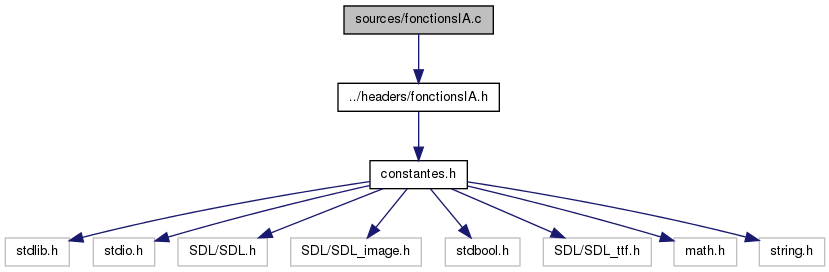 sources/fonctionsIA.c
../headers/fonctionsIA.h
constantes.h
stdlib.h
stdio.h
SDL/SDL.h
SDL/SDL_image.h
stdbool.h
SDL/SDL_ttf.h
math.h
string.h